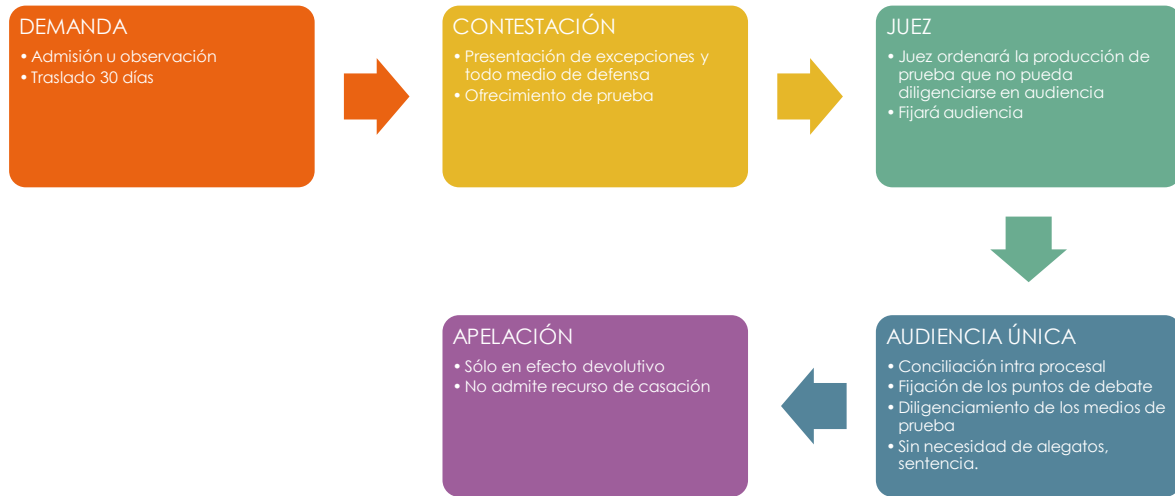 DEMANDA
• Admisión u observación
• Traslado 30 días
CONTESTACIÓN
• Presentación de excepciones y
todo medio de defensa
• Ofrecimiento de prueba
JUEZ
• Juez ordenará la producción de
prueba que no pueda
diligenciarse en audiencia
• Fijará audiencia
AUDIENCIA ÚNICA
• Conciliación intra procesal
• Fijación de los puntos de debate
• Diligenciamiento de los medios de
prueba
• Sin necesidad de alegatos,
sentencia.
APELACIÓN
• Sólo en efecto devolutivo
• No admite recurso de casación